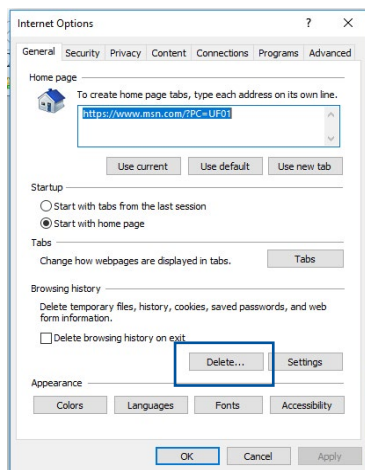 Internet Options
General Security Privacy Content Connections Programs Advanced
Home page
To create home page tabs, type each address on its own line.
https://www.msn.com/?PC=UF01
Use current Use default Use new tab
Startup
Start with tabs from the last session
Start with home page
Tabs
Change how webpages are displayed in tabs. Tabs
Browsing history
Delete temporary files, history, cookies, saved passwords, and web
form information.
Delete browsing history on exit
Delete... Settings
Appearance
Colors Languages Fonts Accessibility
OK Cancel Apply